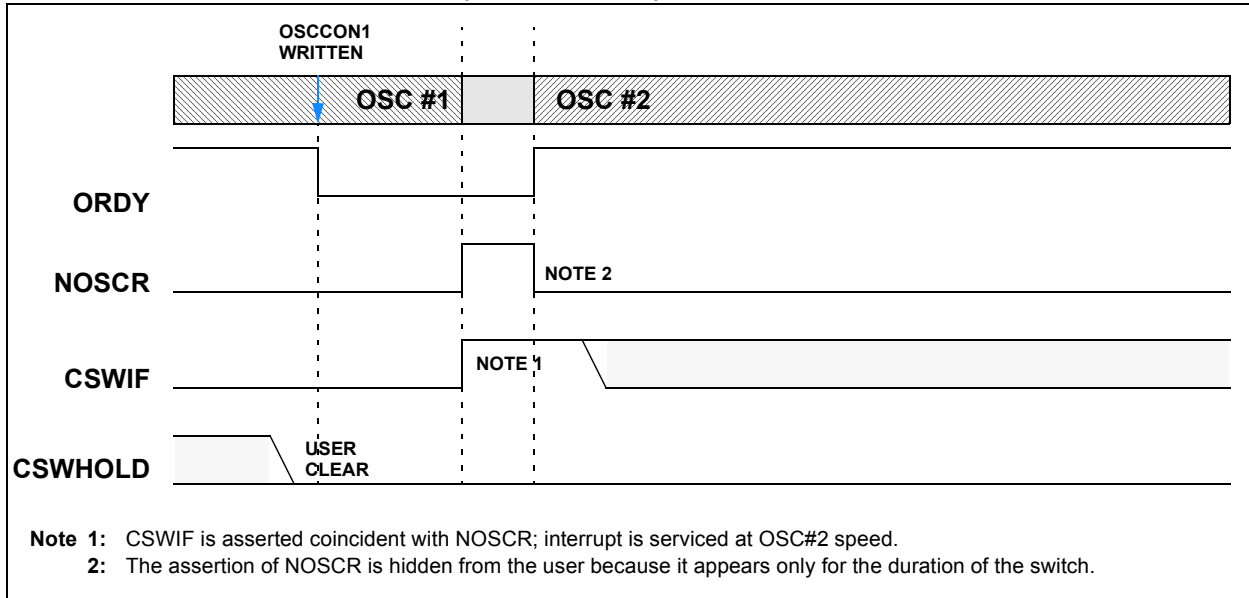 OSCCON1
WRITTEN
OSC #1
OSC #2
ORDY
NOSCR
NOTE 2
CSWIF
NOTE 1
CSWHOLD
USER
CLEAR
Note 1: CSWIF is asserted coincident with NOSCR; interrupt is serviced at OSC#2 speed.
2: The assertion of NOSCR is hidden from the user because it appears only for the duration of the switch.